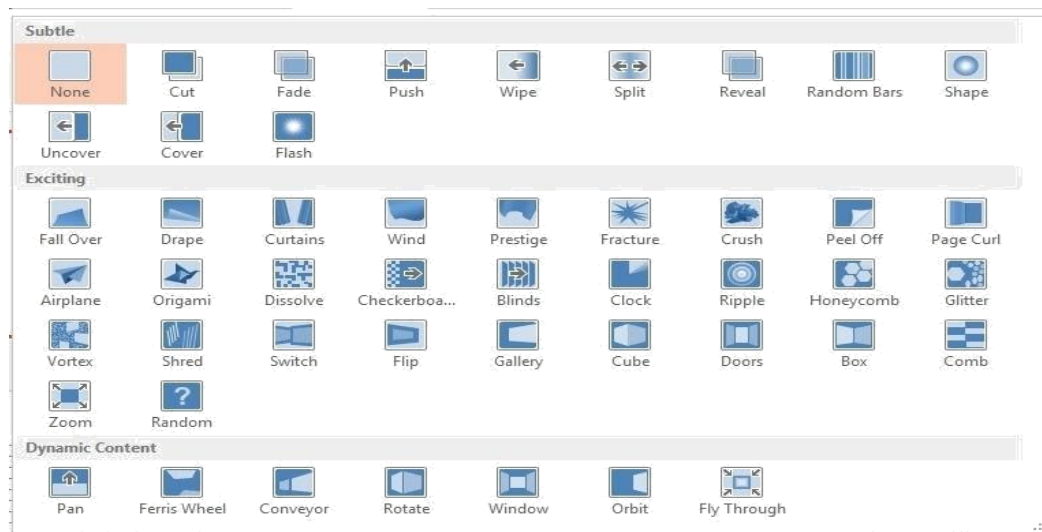 Subtle
None Cut Fade Push Wipe Split Reveal Random Bars Shape
Uncover Cover Flash
Exciting
Fall Over Drape Curtains Wind Prestige Fracture Crush Peel Off Page Curl
Airplane Origami Dissolve Checkerboa... Blinds Clock Ripple Honeycomb Glitter
Vortex Shred Switch Flip Gallery Cube Doors Box Comb
?
Zoom Random
Dynamic Content
Pan Ferris Wheel Conveyor Rotate Window Orbit Fly Through